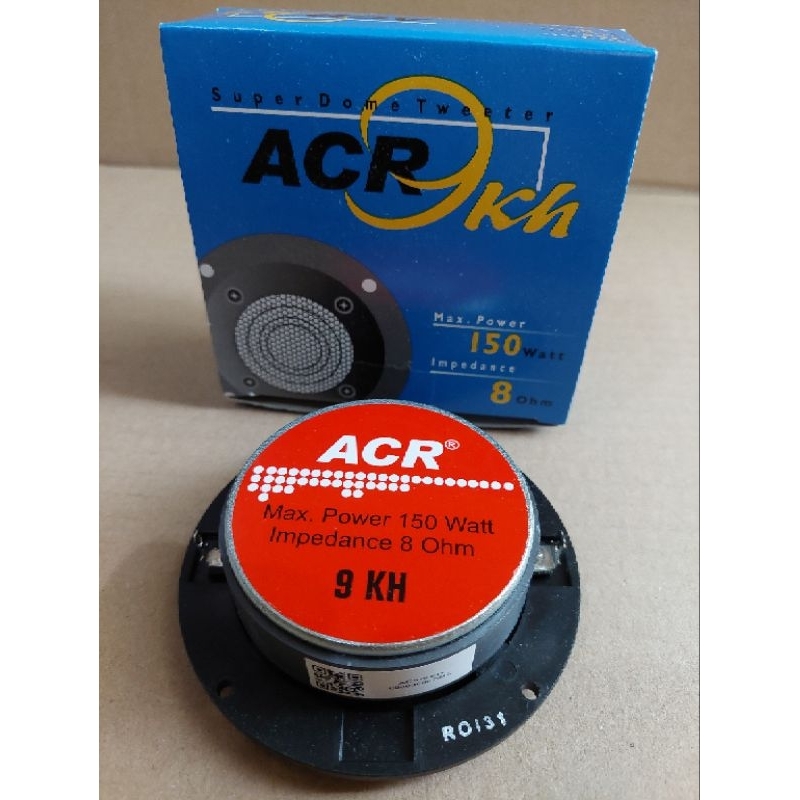 Super Dome Tweeter
ACR 9kh
Max. Power
150 Watt
Impedance
8 Ohm
ACR®
Max. Power 150 Watt
Impedance 8 Ohm
9 KH
R0131